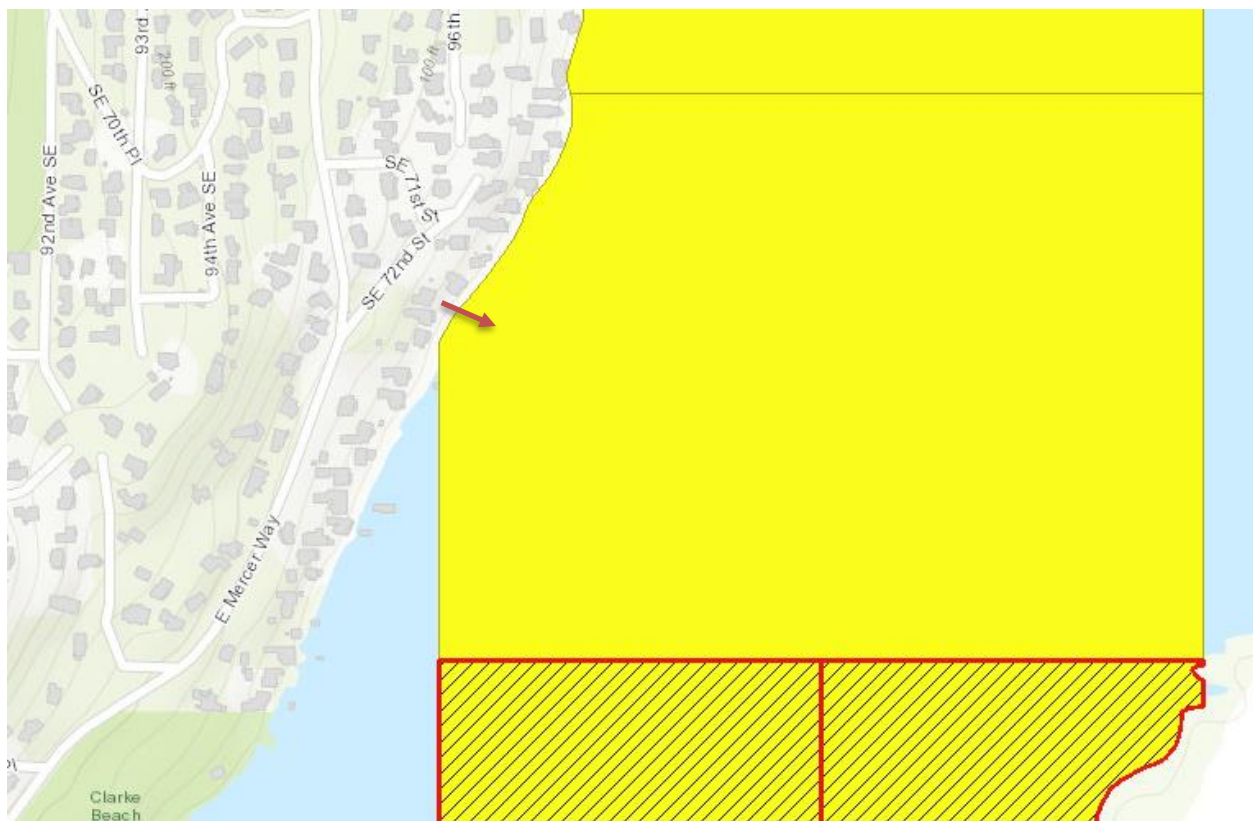 93rd
96th
200 ft
100 ft
SE 70th Pl
SE 71st St
94th Ave SE
92nd Ave SE
SE 72nd St
E Mercer Way
Pl
Clarke
Beach